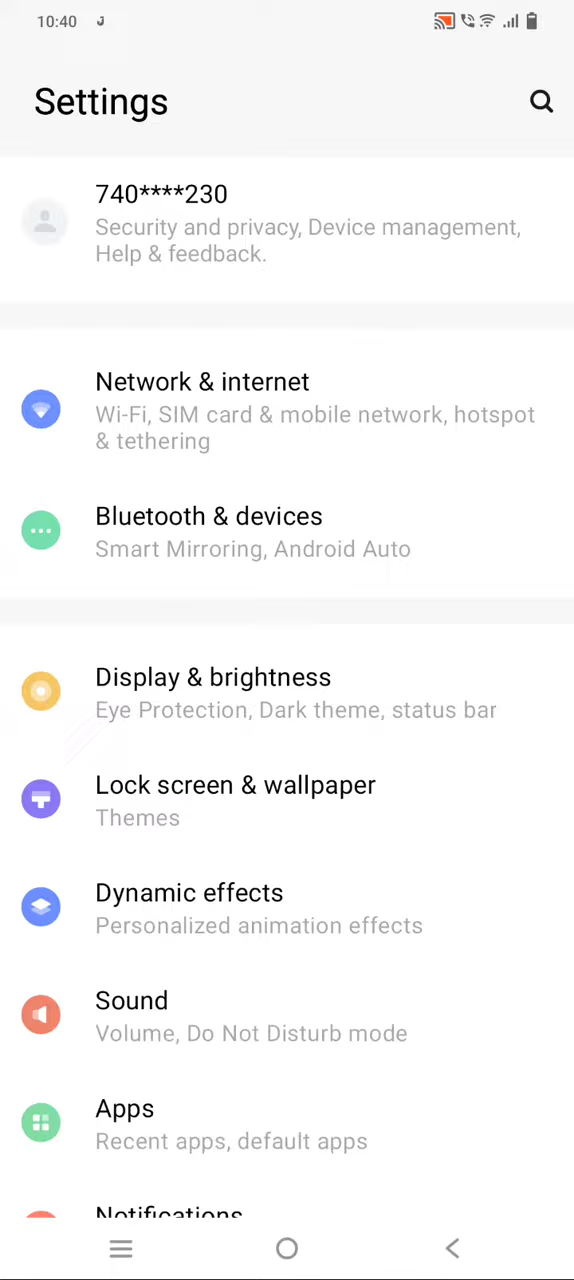 10:40
Settings
740****230
Security and privacy, Device management,
Help & feedback.
Network & internet
Wi-Fi, SIM card & mobile network, hotspot
& tethering
Bluetooth & devices
Smart Mirroring, Android Auto
Display & brightness
Eye Protection, Dark theme, status bar
Lock screen & wallpaper
Themes
Dynamic effects
Personalized animation effects
Sound
Volume, Do Not Disturb mode
Apps
Recent apps, default apps
Notifications